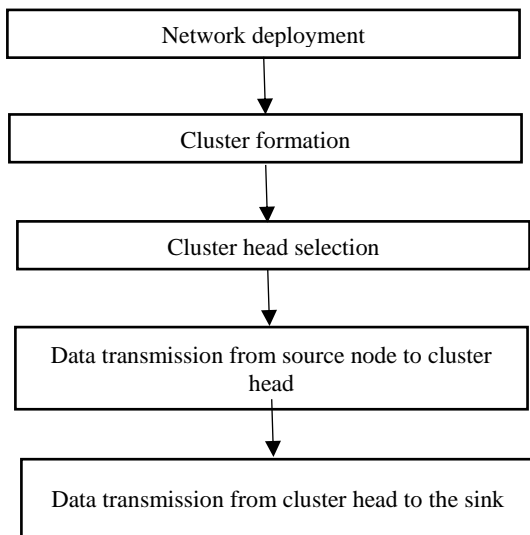 Network deployment
Cluster formation
Cluster head selection
Data transmission from source node to cluster
head
Data transmission from cluster head to the sink